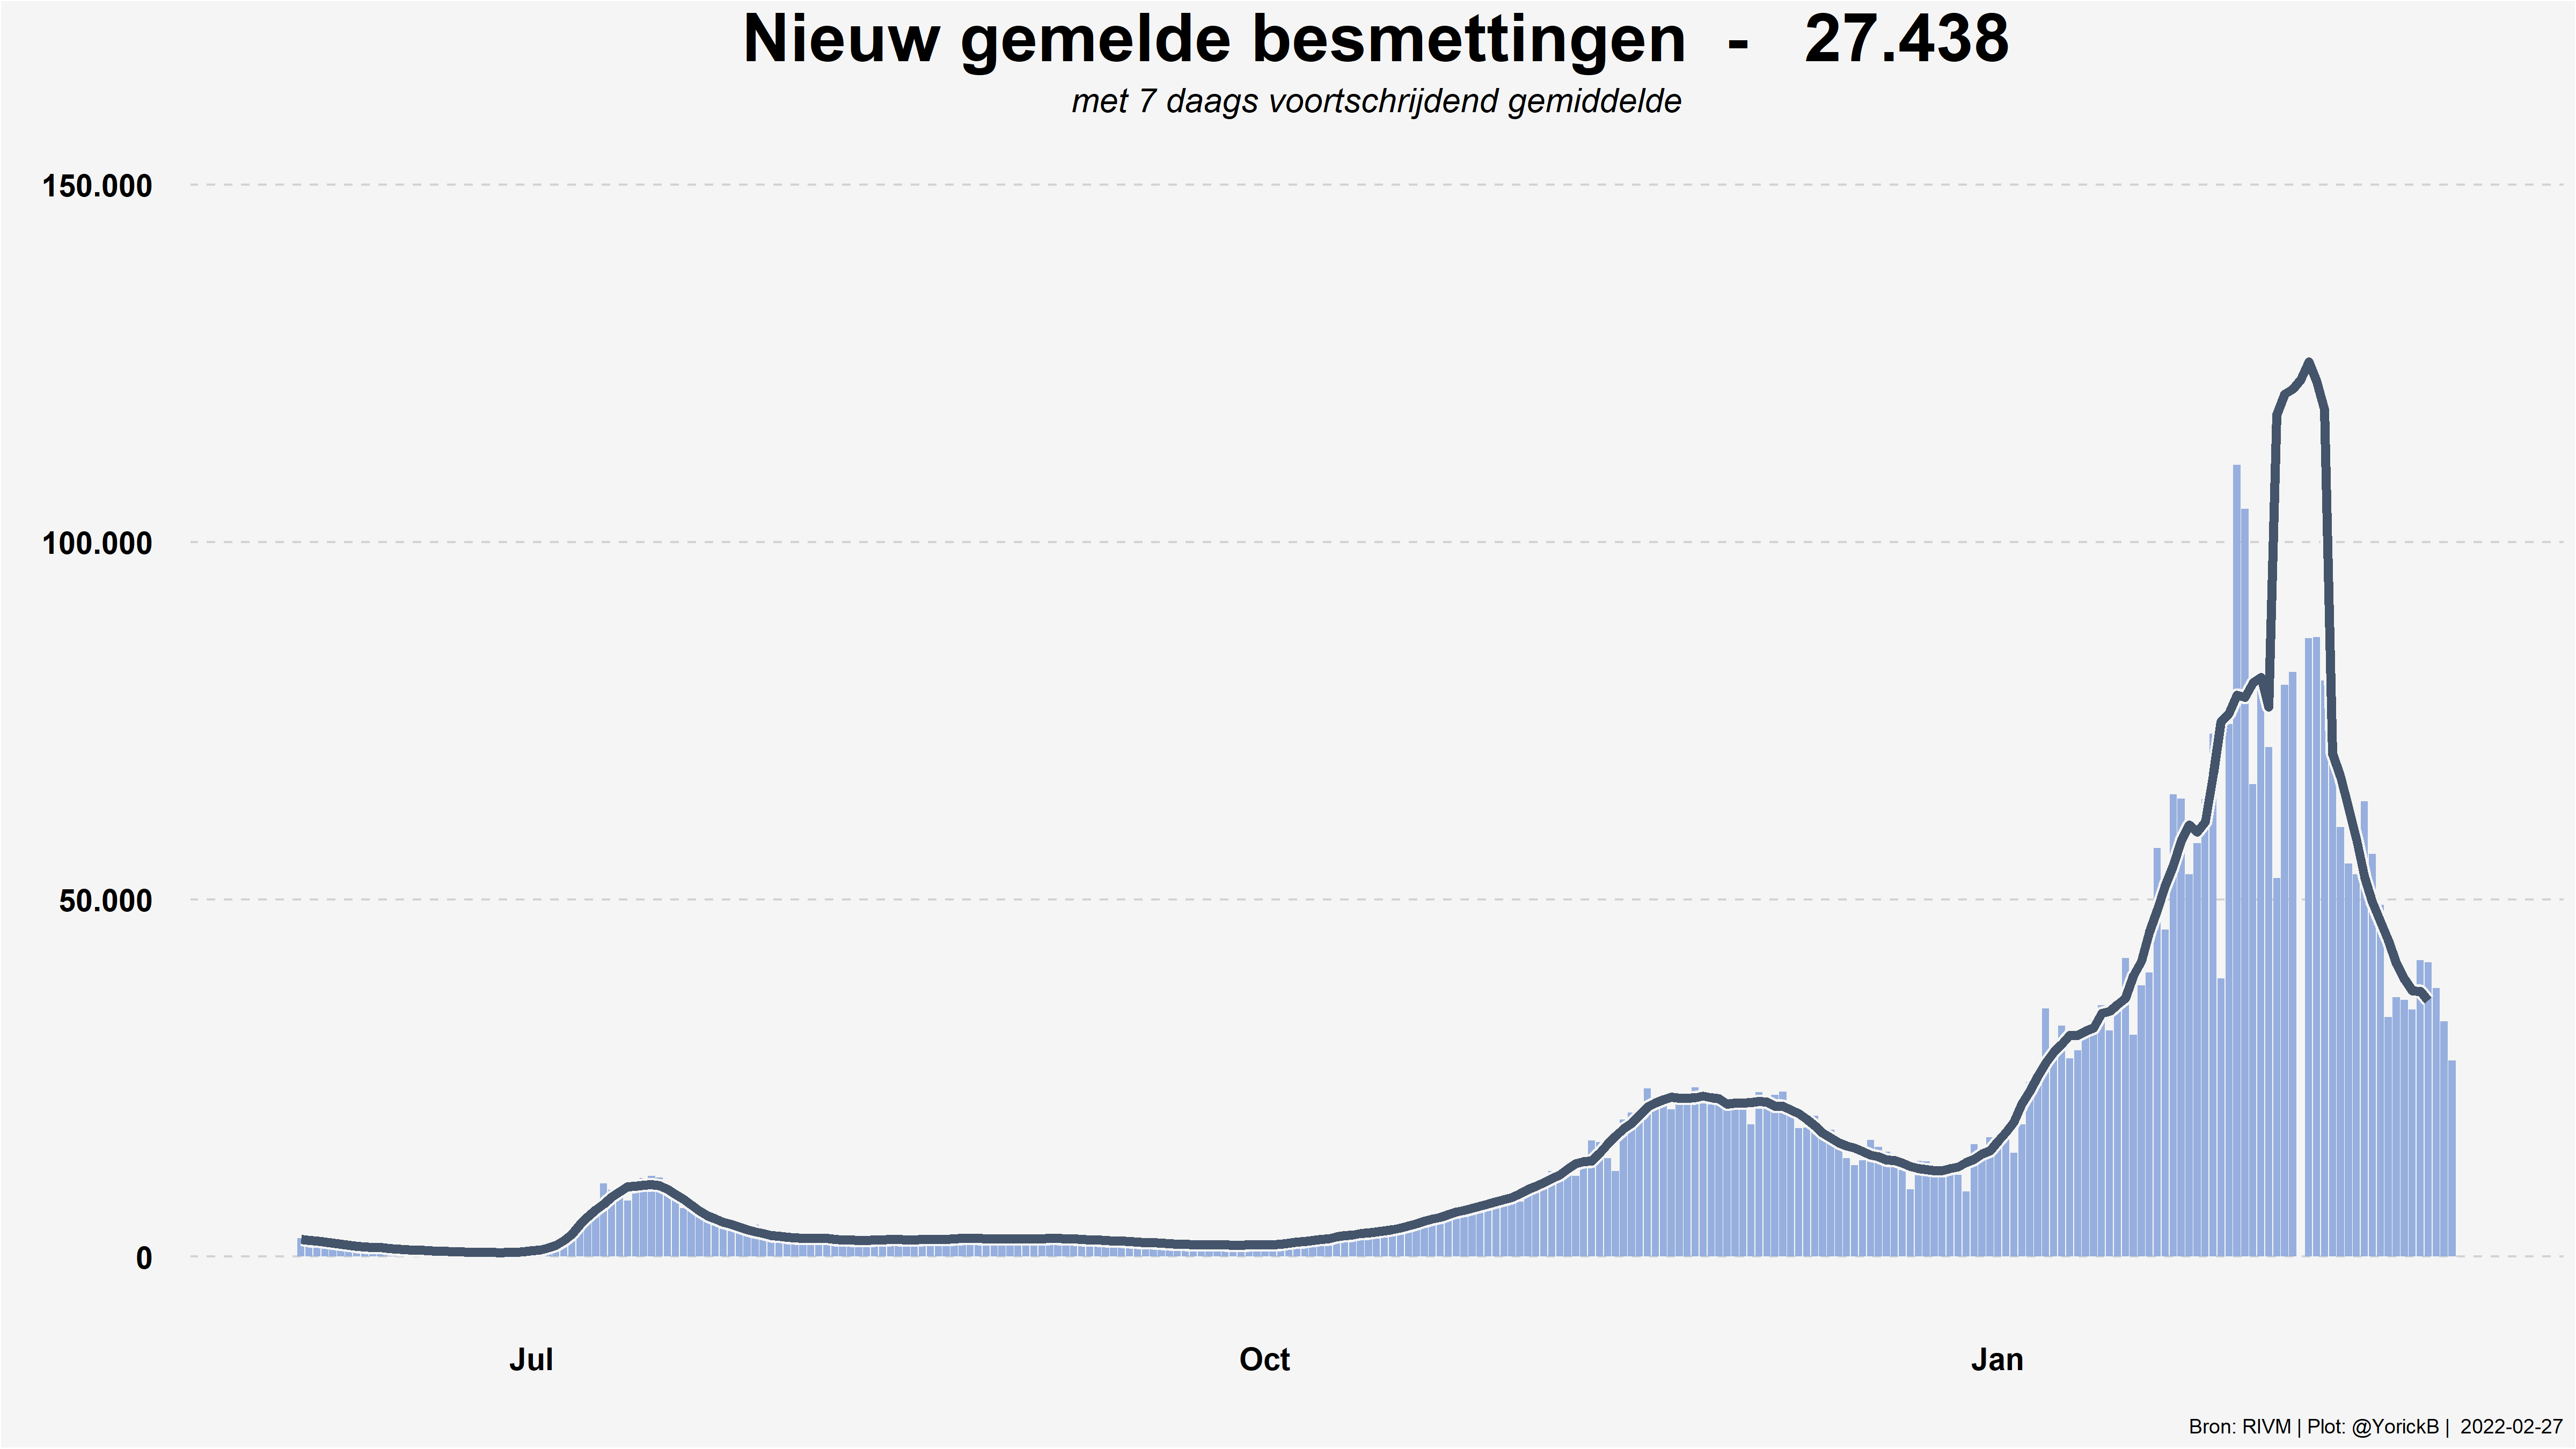 Nieuw gemelde besmettingen - 27.438
met 7 daags voortschrijdend gemiddelde
150.000
100.000
50.000
0
Jul Oct Jan
Bron: RIVM | Plot: @YorickB | 2022-02-27